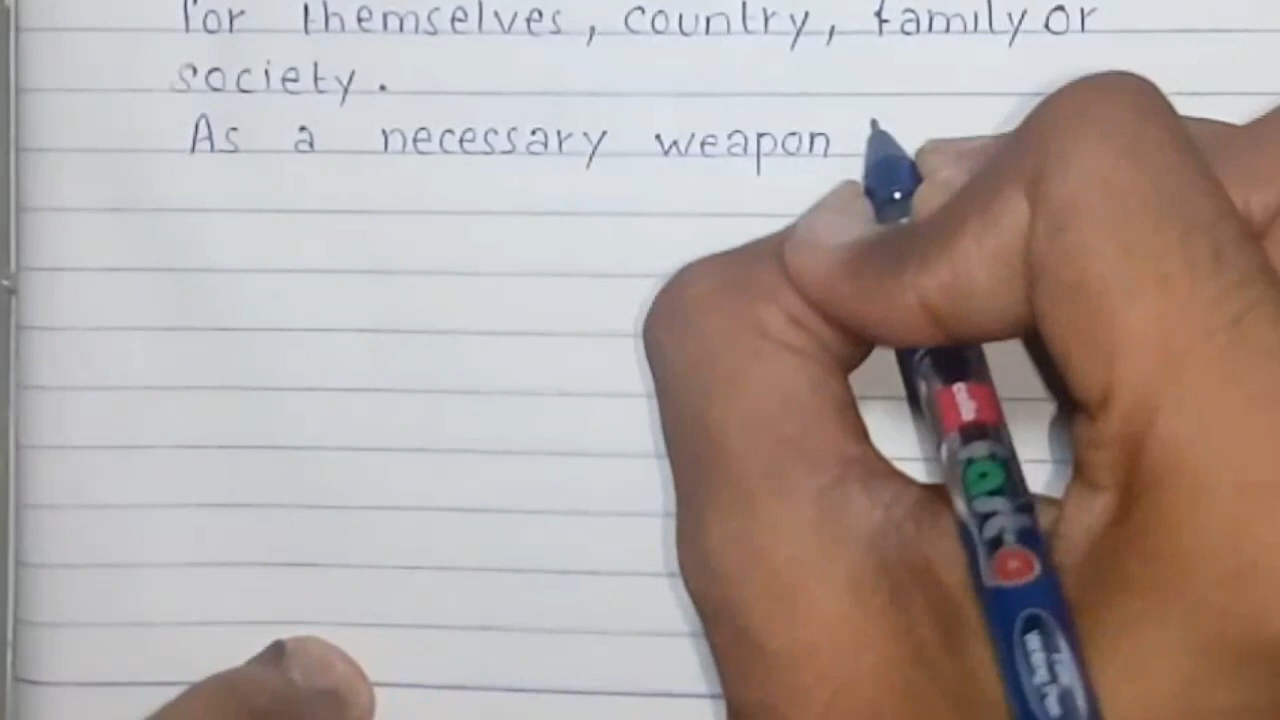 for themselves, country, family or
society.
As a necessary weapon